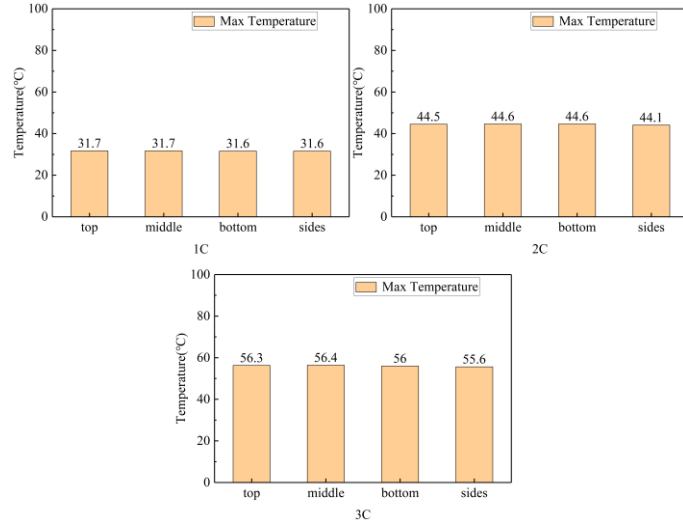 Max Temperature
Temperature(℃)
100
80
60
40
20
0
31.7
31.7
31.6
31.6
top
middle
bottom
sides
1C
Max Temperature
Temperature(℃)
100
80
60
40
20
0
44.5
44.6
44.6
44.1
top
middle
bottom
sides
2C
Max Temperature
Temperature(℃)
100
80
60
40
20
0
56.3
56.4
56
55.6
top
middle
bottom
sides
3C